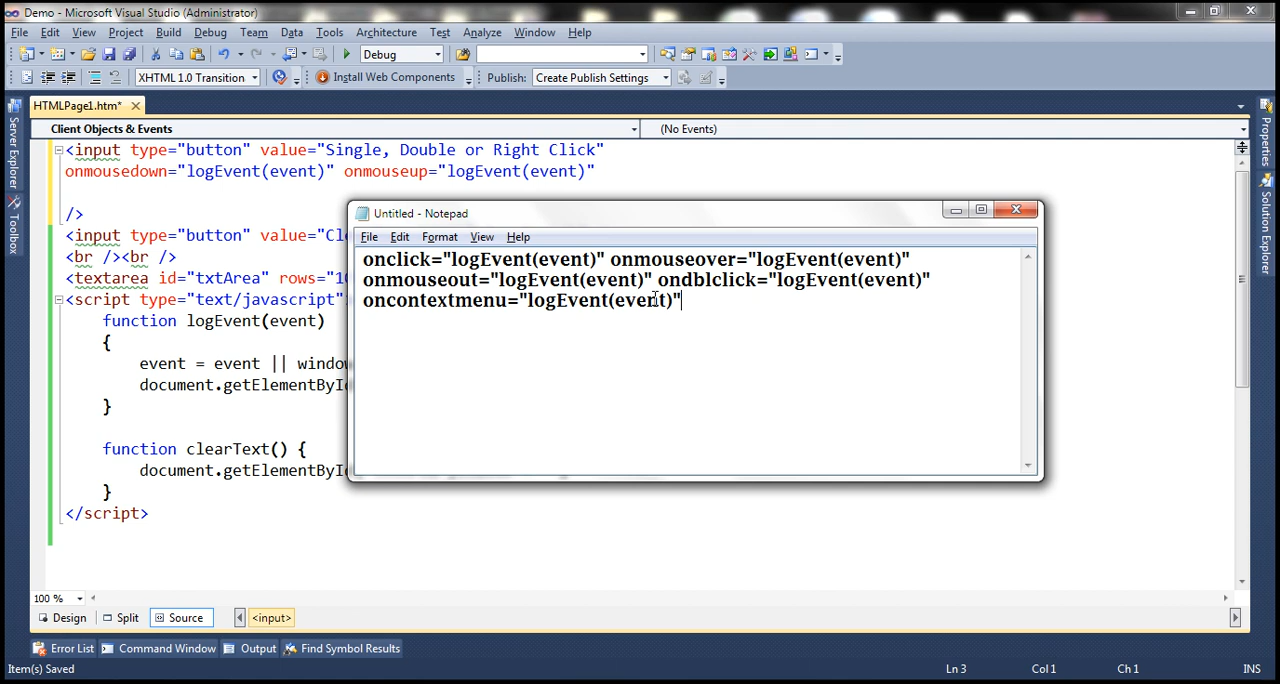 Demo - Microsoft Visual Studio (Administrator)
File Edit View Project Build Debug Team Data Tools Architecture Test Analyze Window Help
Debug
XHTML 1.0 Transition Install Web Components Publish: Create Publish Settings
HTMLPage1.htm*
Client Objects & Events (No Events)
Server Explorer
Toolbox
Properties
Solution Explorer
<input type="button" value="Single, Double or Right Click"
onmousedown="logEvent(event)" onmouseup="logEvent(event)"
/>
<input type="button" value="Cl
<br /><br />
<textarea id="txtArea" rows="1
<script type="text/javascript"
function logEvent(event)
{
event = event || window
document.getElementById
}
function clearText() {
document.getElementById
}
</script>
Untitled - Notepad
File Edit Format View Help
onclick="logEvent(event)" onmouseover="logEvent(event)"
onmouseout="logEvent(event)" ondblclick="logEvent(event)"
oncontextmenu="logEvent(event)"
100 %
Design Split Source <input>
Error List Command Window Output Find Symbol Results
Item(s) Saved Ln 3 Col 1 Ch 1 INS